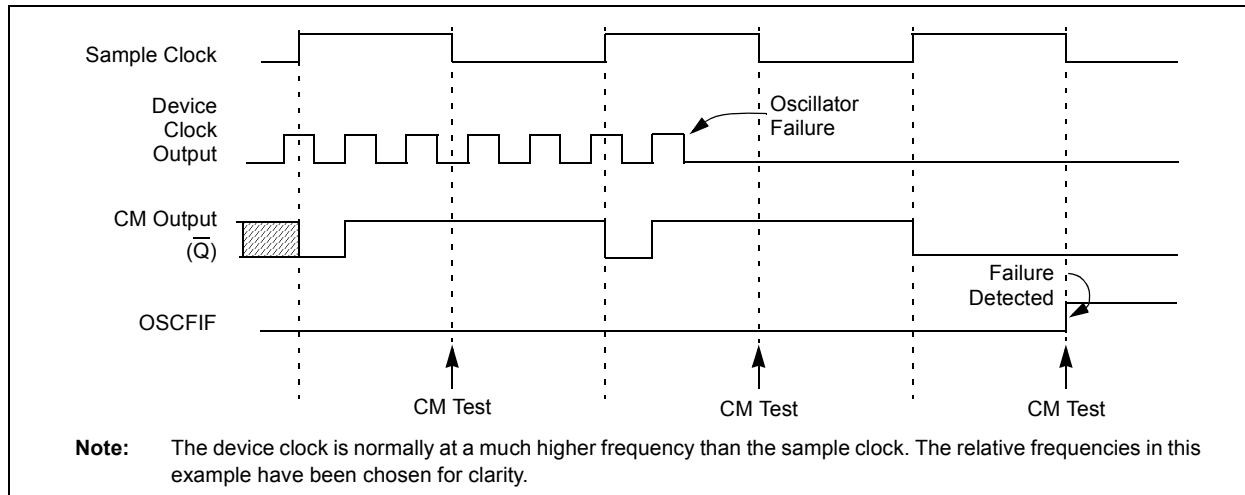 Sample Clock
Device
Clock
Output
Oscillator
Failure
CM Output
(Q̅)
Failure
Detected
OSCFIF
CM Test
CM Test
CM Test
Note: The device clock is normally at a much higher frequency than the sample clock. The relative frequencies in this
example have been chosen for clarity.